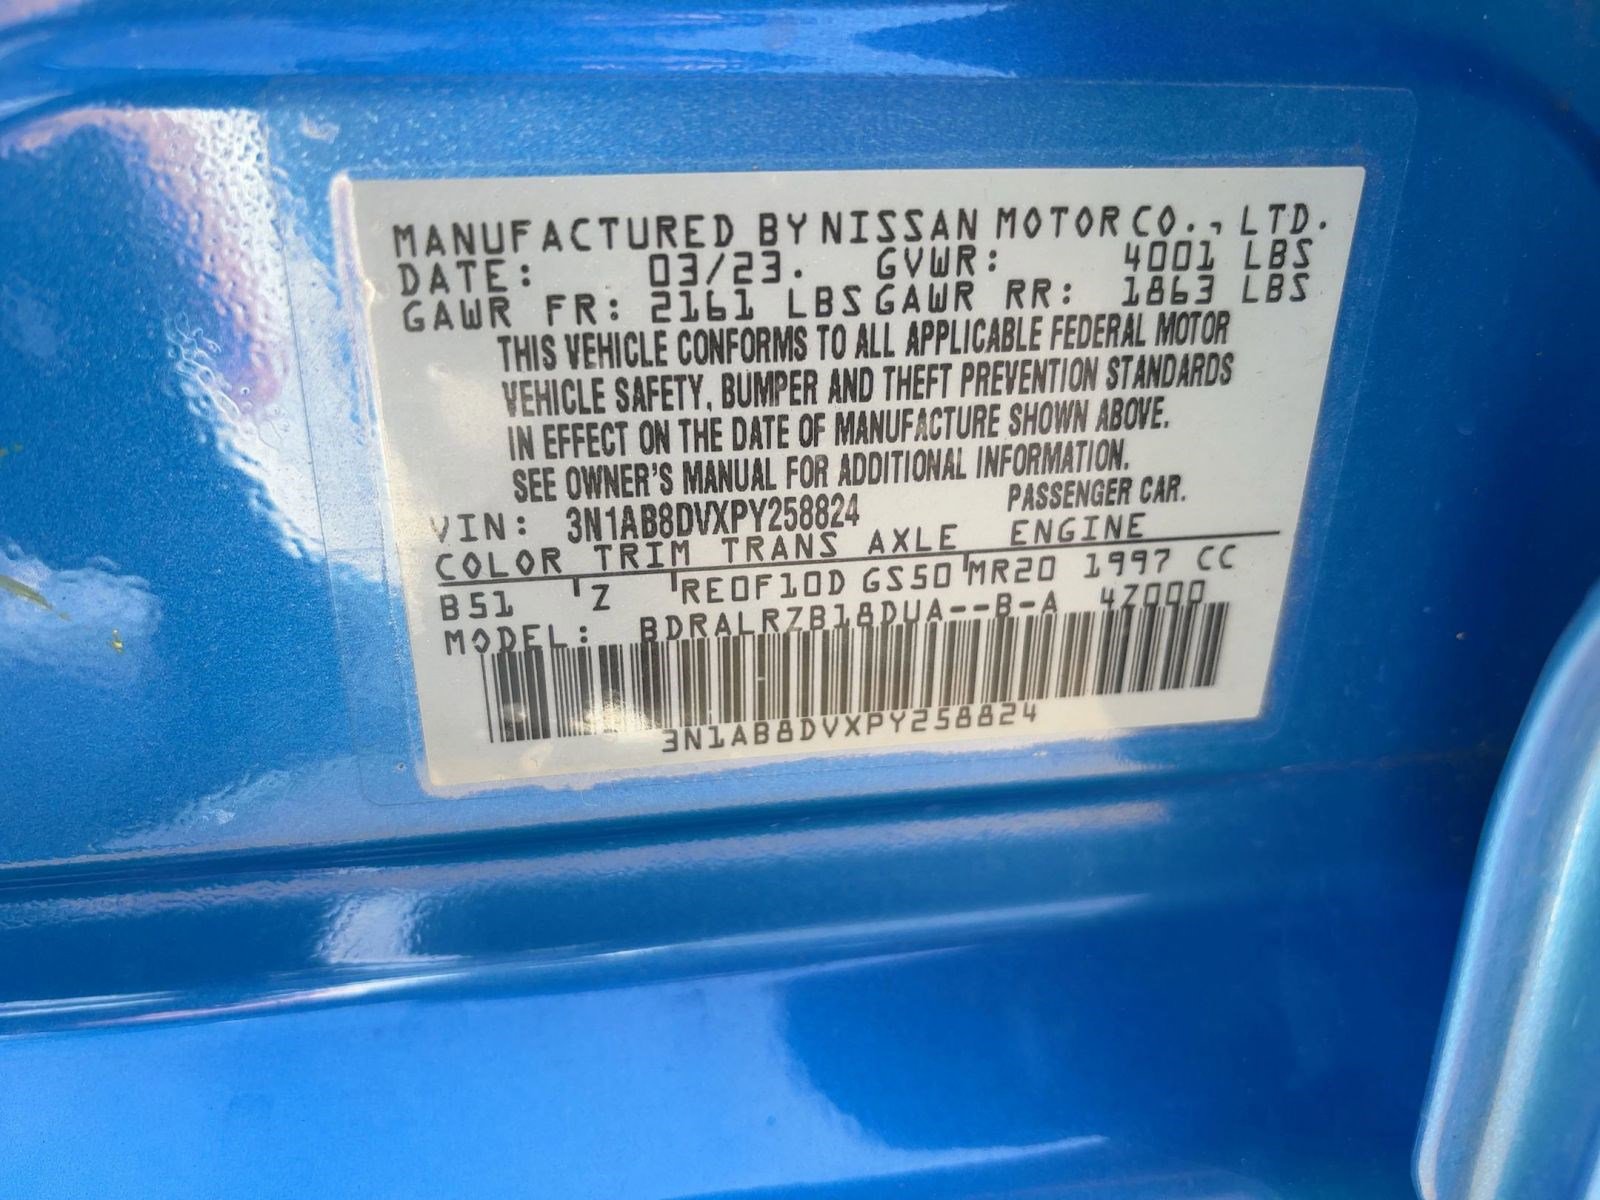 MANUFACTURED BY NISSAN MOTOR CO., LTD.
DATE: 03/23. GVWR: 4001 LBS
GAWR FR: 2161 LBS GAWR RR: 1863 LBS
THIS VEHICLE CONFORMS TO ALL APPLICABLE FEDERAL MOTOR
VEHICLE SAFETY, BUMPER AND THEFT PREVENTION STANDARDS
IN EFFECT ON THE DATE OF MANUFACTURE SHOWN ABOVE.
SEE OWNER'S MANUAL FOR ADDITIONAL INFORMATION.
VIN: 3N1AB8DVXPY258824 PASSENGER CAR.
COLOR TRIM TRANS AXLE ENGINE
B51 Z RE0F10D GS50 MR20 1997 CC
MODEL: BDRALRZB18DUA--B-A 4Z000
3N1AB8DVXPY258824